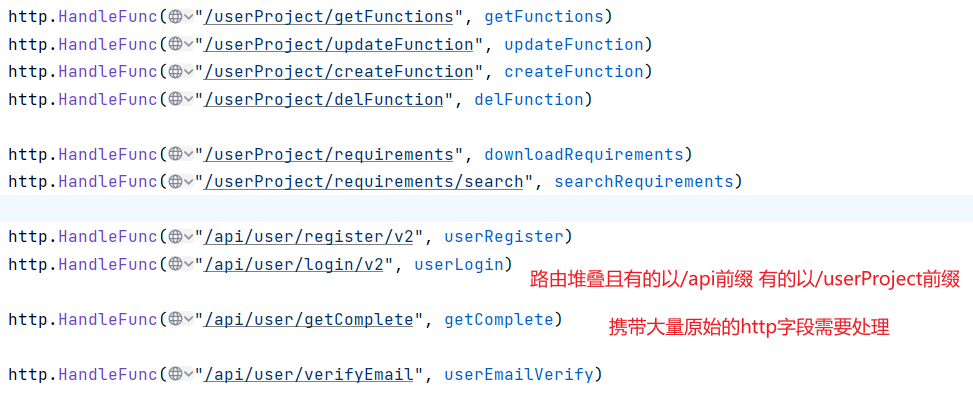 http.HandleFunc("/userProject/getFunctions", getFunctions)
http.HandleFunc("/userProject/updateFunction", updateFunction)
http.HandleFunc("/userProject/createFunction", createFunction)
http.HandleFunc("/userProject/delFunction", delFunction)
http.HandleFunc("/userProject/requirements", downloadRequirements)
http.HandleFunc("/userProject/requirements/search", searchRequirements)
http.HandleFunc("/api/user/register/v2", userRegister)
http.HandleFunc("/api/user/login/v2", userLogin)
路由堆叠且有的以/api前缀 有的以/userProject前缀
http.HandleFunc("/api/user/getComplete", getComplete)
携带大量原始的http字段需要处理
http.HandleFunc("/api/user/verifyEmail", userEmailVerify)